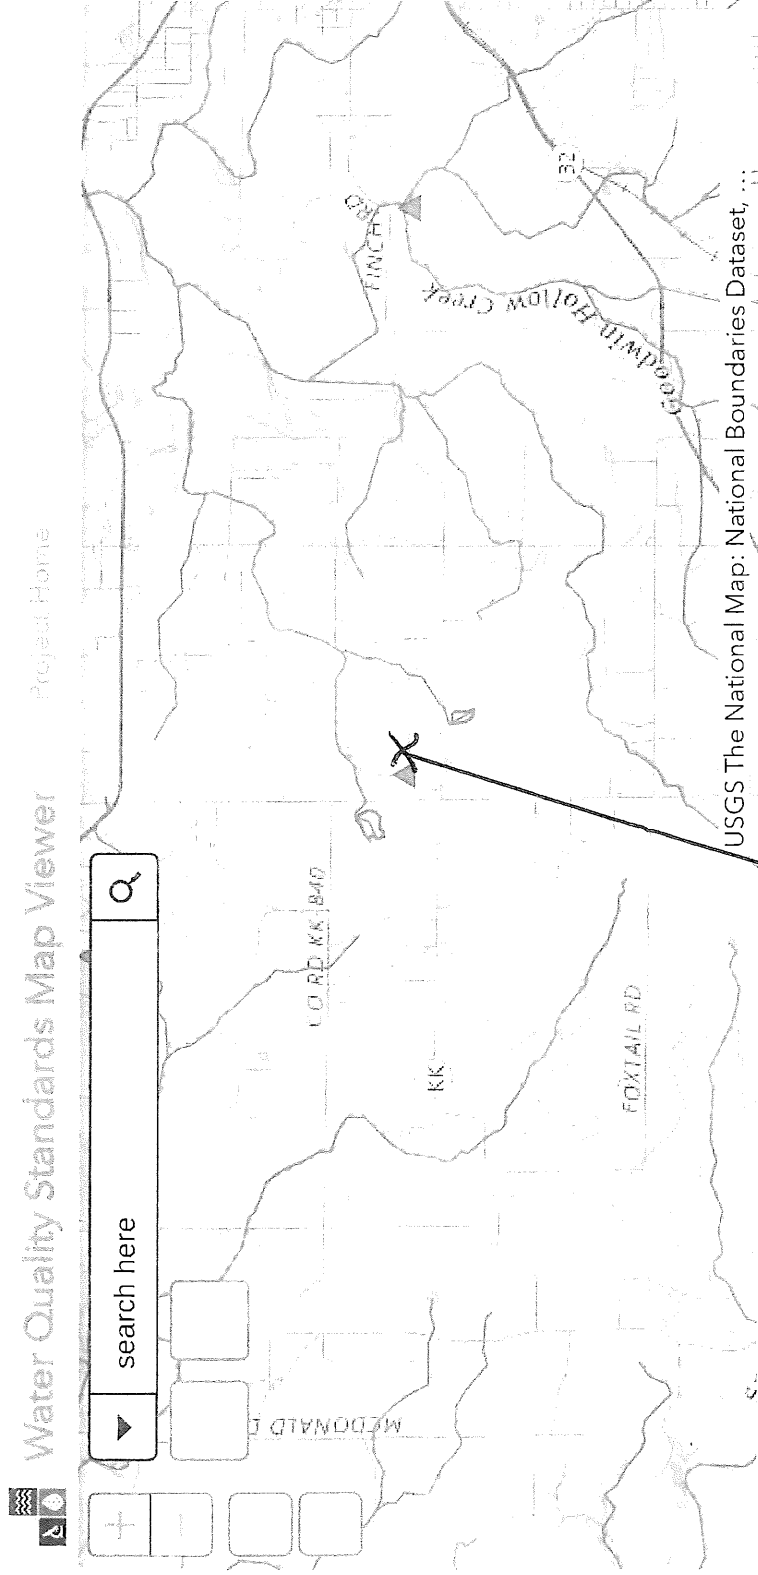 Water Quality Standards Map Viewer
Project Home
search here
+
−
CO RD KK 840
FINCH RD
32
Goodwin Hollow Creek
KK
FOXTAIL RD
MCDONALD
USGS The National Map: National Boundaries Dataset, ...